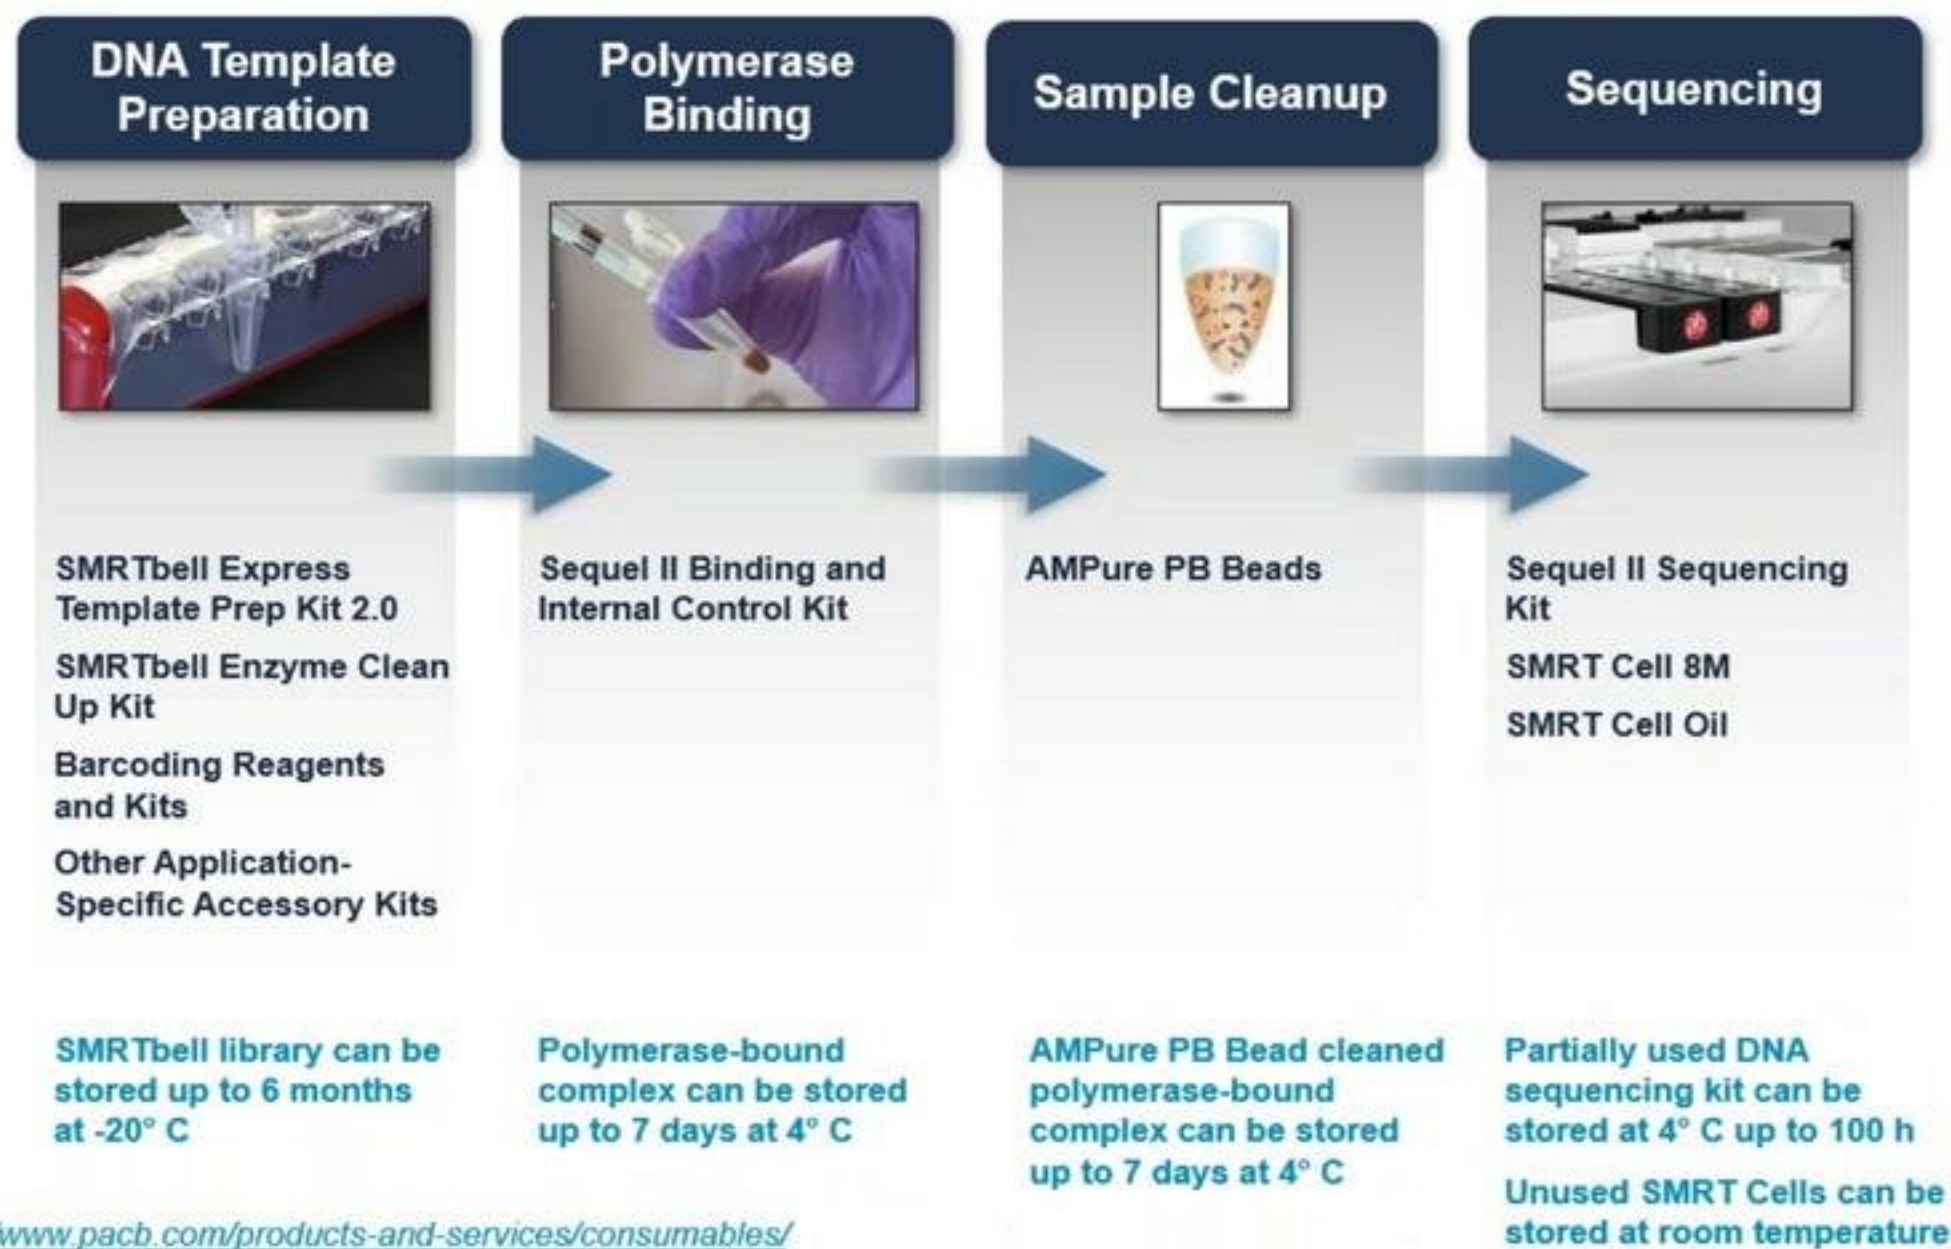 DNA Template
Preparation
SMRTbell Express
Template Prep Kit 2.0
SMRTbell Enzyme Clean
Up Kit
Barcoding Reagents
and Kits
Other Application-
Specific Accessory Kits
SMRTbell library can be
stored up to 6 months
at -20° C
Polymerase
Binding
Sequel II Binding and
Internal Control Kit
Polymerase-bound
complex can be stored
up to 7 days at 4° C
Sample Cleanup
AMPure PB Beads
AMPure PB Bead cleaned
polymerase-bound
complex can be stored
up to 7 days at 4° C
Sequencing
Sequel II Sequencing
Kit
SMRT Cell 8M
SMRT Cell Oil
Partially used DNA
sequencing kit can be
stored at 4° C up to 100 h
Unused SMRT Cells can be
stored at room temperature
www.pacb.com/products-and-services/consumables/